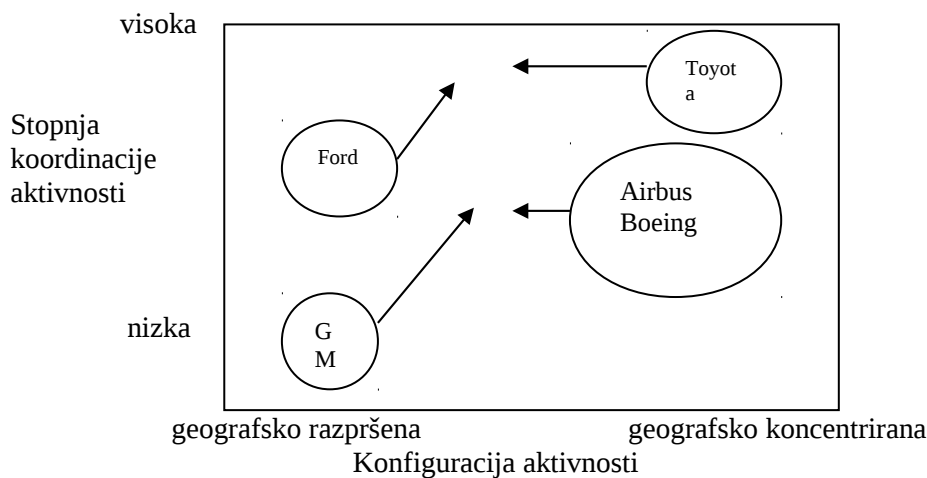 visoka
Toyot
a
Stopnja
koordinacije
aktivnosti
Ford
Airbus
Boeing
nizka
G
M
geografsko razpršena
geografsko koncentrirana
Konfiguracija aktivnosti